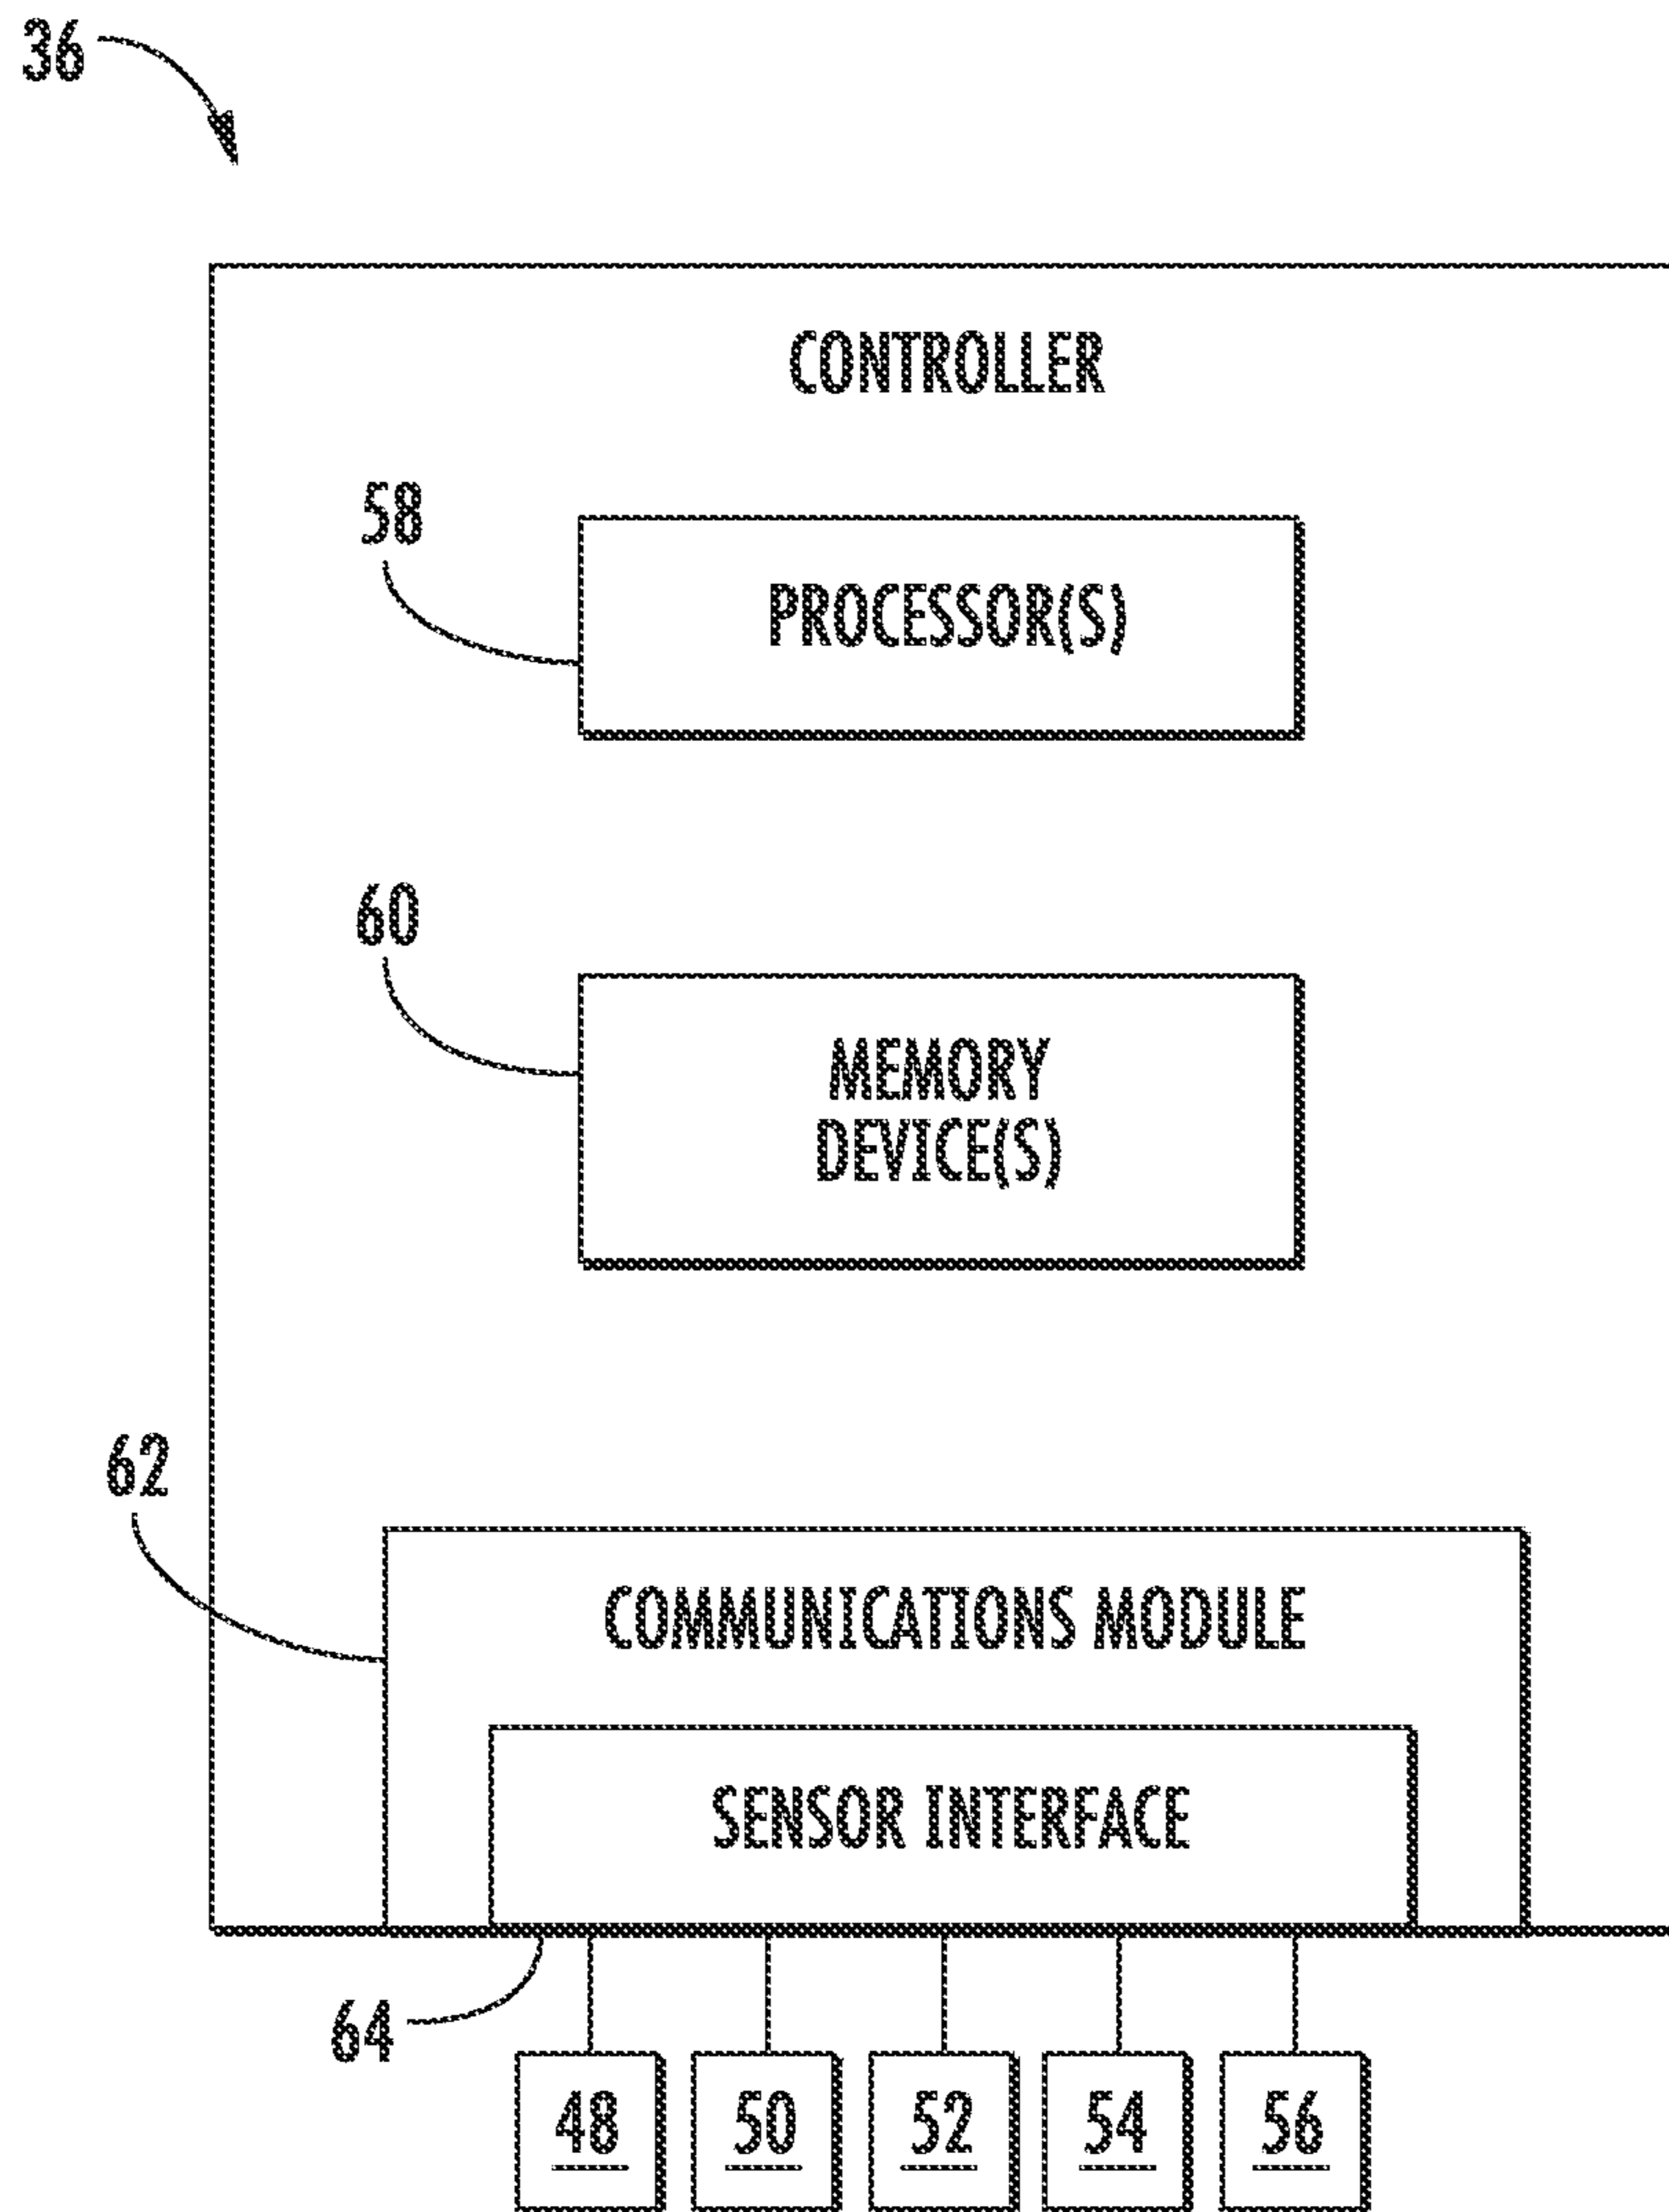 36
CONTROLLER
58
PROCESSOR(S)
60
MEMORY
DEVICE(S)
62
COMMUNICATIONS MODULE
SENSOR INTERFACE
64
48 50 52 54 56